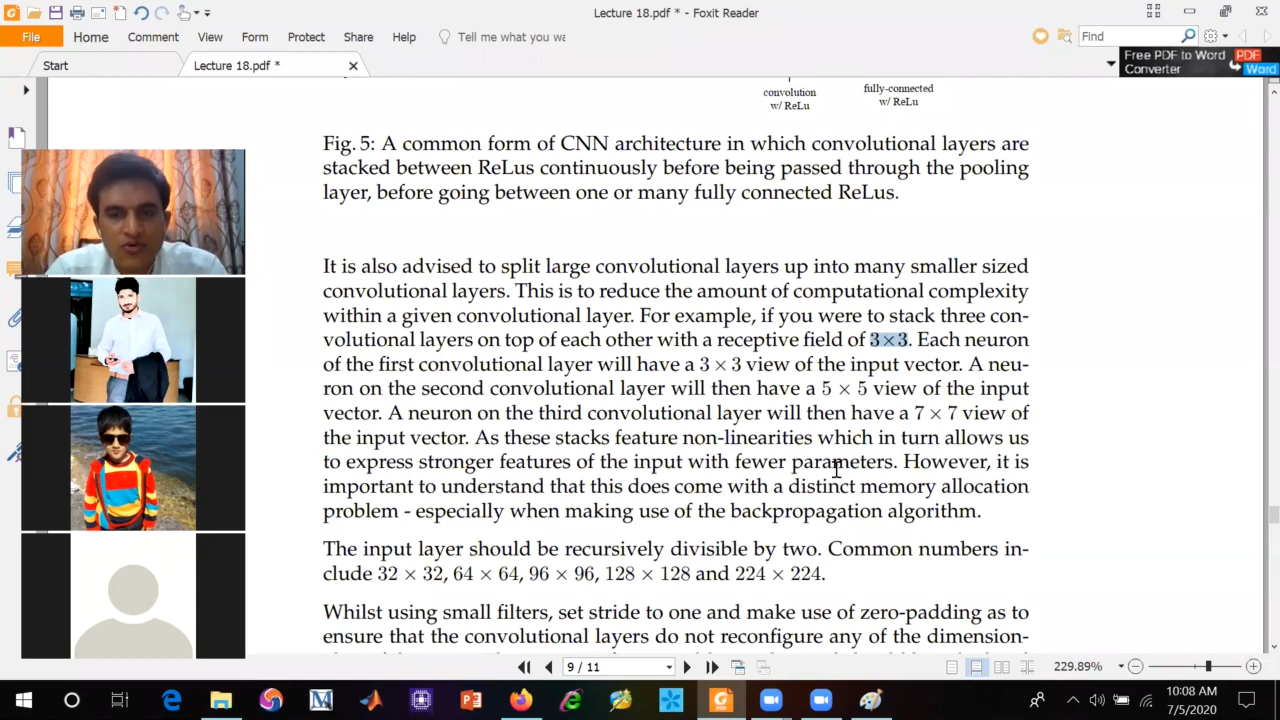 Lecture 18.pdf * - Foxit Reader
File Home Comment View Form Protect Share Help Tell me what you wa Find
Start Lecture 18.pdf *
Free PDF to Word
Converter
PDF
Word
convolution
w/ ReLu
fully-connected
w/ ReLu
Fig. 5: A common form of CNN architecture in which convolutional layers are
stacked between ReLus continuously before being passed through the pooling
layer, before going between one or many fully connected ReLus.
It is also advised to split large convolutional layers up into many smaller sized
convolutional layers. This is to reduce the amount of computational complexity
within a given convolutional layer. For example, if you were to stack three con-
volutional layers on top of each other with a receptive field of 3×3. Each neuron
of the first convolutional layer will have a 3 × 3 view of the input vector. A neu-
ron on the second convolutional layer will then have a 5 × 5 view of the input
vector. A neuron on the third convolutional layer will then have a 7 × 7 view of
the input vector. As these stacks feature non-linearities which in turn allows us
to express stronger features of the input with fewer parameters. However, it is
important to understand that this does come with a distinct memory allocation
problem - especially when making use of the backpropagation algorithm.
The input layer should be recursively divisible by two. Common numbers in-
clude 32 × 32, 64 × 64, 96 × 96, 128 × 128 and 224 × 224.
Whilst using small filters, set stride to one and make use of zero-padding as to
ensure that the convolutional layers do not reconfigure any of the dimension-
9 / 11
229.89%
10:08 AM
7/5/2020